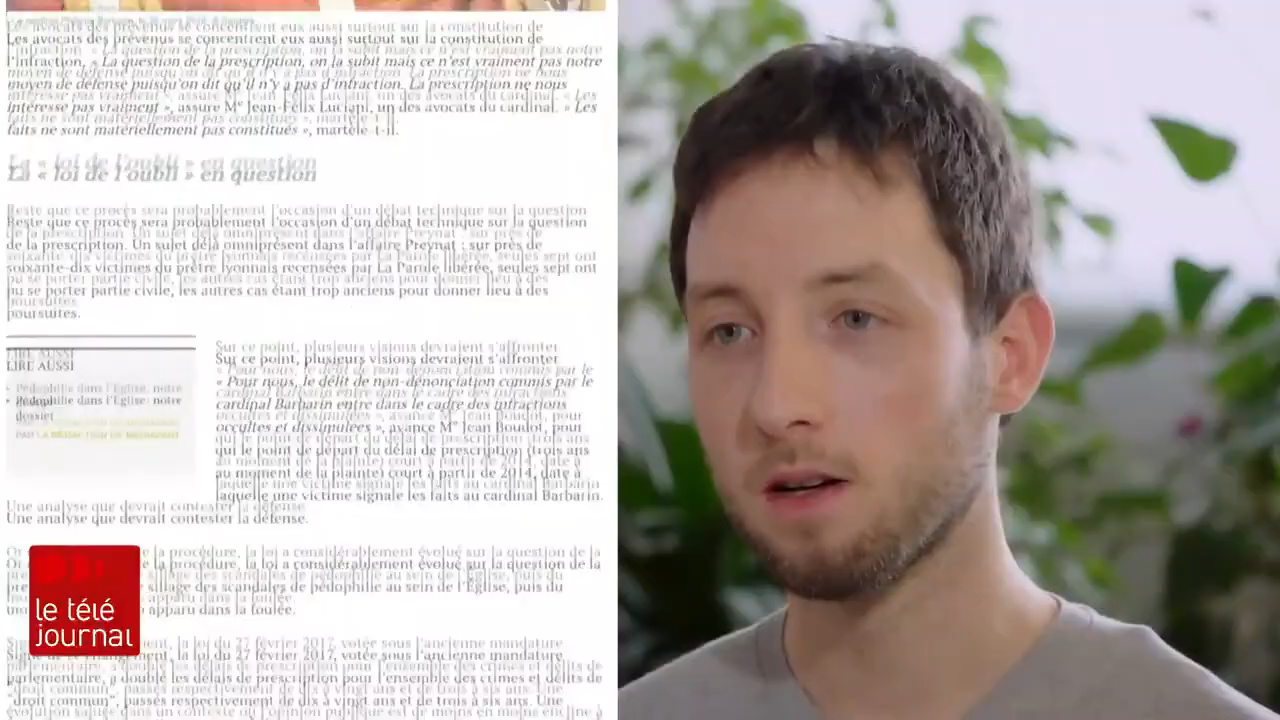 Les avocats des prévenus se concentrent eux aussi surtout sur la constitution de
l'infraction. « La question de la prescription, on la subit mais ce n'est vraiment pas notre
moyen de défense puisqu'on dit qu'il n'y a pas d'infraction. La prescription ne nous
intéresse pas vraiment », assure Mᵉ Jean-Félix Luciani, un des avocats du cardinal. « Les
faits ne sont matériellement pas constitués », martèle-t-il.
La « loi de l'oubli » en question
Reste que ce procès sera probablement l'occasion d'un débat technique sur la question
de la prescription. Un sujet déjà omniprésent dans l'affaire Preynat : sur près de
soixante-dix victimes du prêtre lyonnais recensées par La Parole libérée, seules sept ont
pu se porter partie civile, les autres cas étant trop anciens pour donner lieu à des
poursuites.
LIRE AUSSI
Pédophilie dans l'Église: notre
dossier
Sur ce point, plusieurs visions devraient s'affronter
« Pour nous, le délit de non-dénonciation commis par le
cardinal Barbarin entre dans le cadre des infractions
occultes et dissimulées », avance Mᵉ Jean Boudot, pour
qui le point de départ du délai de prescription (trois ans
au moment de la plainte) court à partir de 2014, date à
laquelle une victime signale les faits au cardinal Barbarin.
Une analyse que devrait contester la défense.
la procédure, la loi a considérablement évolué sur la question de la
sillage des scandales de pédophilie au sein de l'Église, puis du
apparu dans la foulée.
la loi du 27 février 2017, votée sous l'ancienne mandature
parlementaire, a doublé les délais de prescription pour l'ensemble des crimes et délits de
"droit commun", passés respectivement de dix à vingt ans et de trois à six ans. Une
évolution saisie dans un contexte où l'opinion publique est de moins en moins encline à
le télé
journal